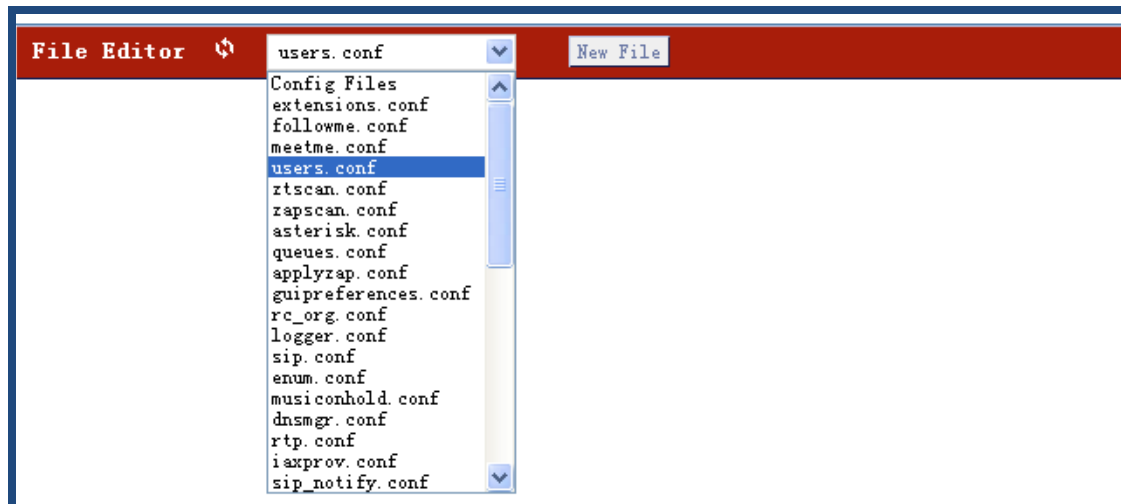 File Editor users.conf New File
Config Files
extensions.conf
followme.conf
meetme.conf
users.conf
ztscan.conf
zapscan.conf
asterisk.conf
queues.conf
applyzap.conf
guipreferences.conf
rc_org.conf
logger.conf
sip.conf
enum.conf
musiconhold.conf
dnsmgr.conf
rtp.conf
iaxprov.conf
sip_notify.conf